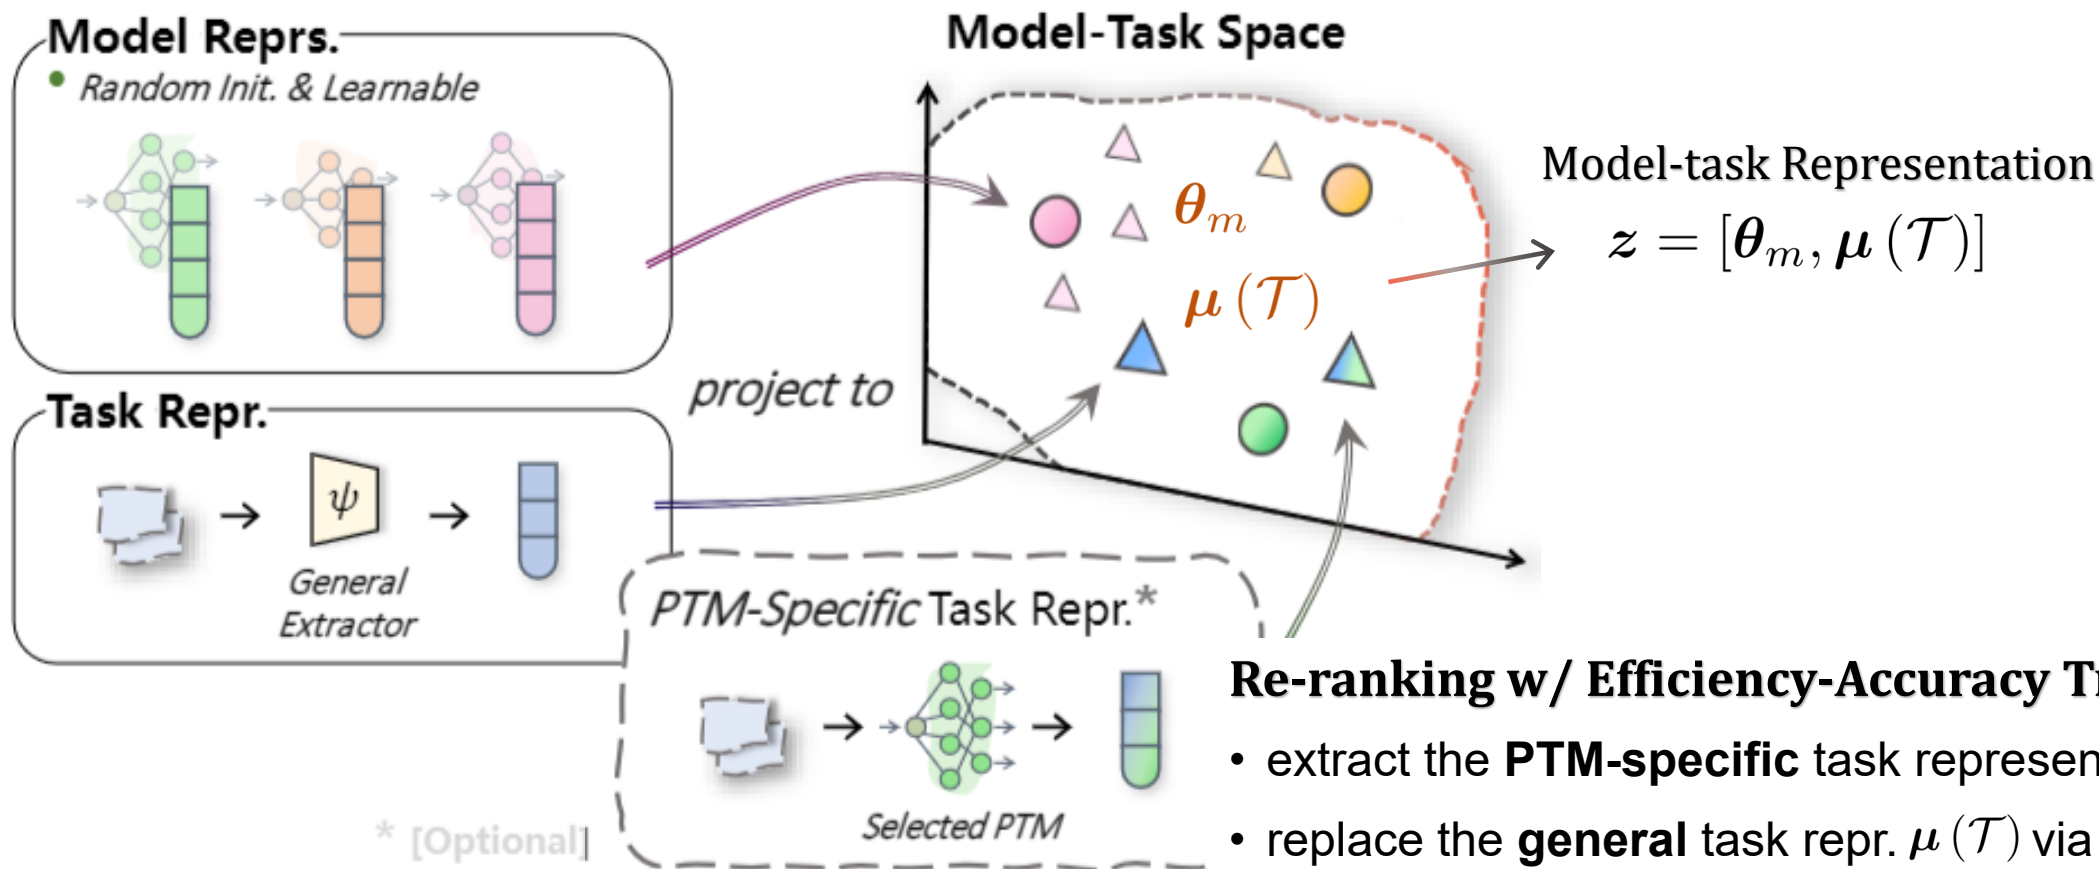 Model Reprs.
• Random Init. & Learnable
Model-Task Space
θm
μ (T)
Model-task Representation
z = [θm, μ (T)]
project to
Task Repr.
ψ
General
Extractor
PTM-Specific Task Repr.*
Selected PTM
* [Optional]
Re-ranking w/ Efficiency-Accuracy
• extract the PTM-specific task
• replace the general task repr. μ (T) via